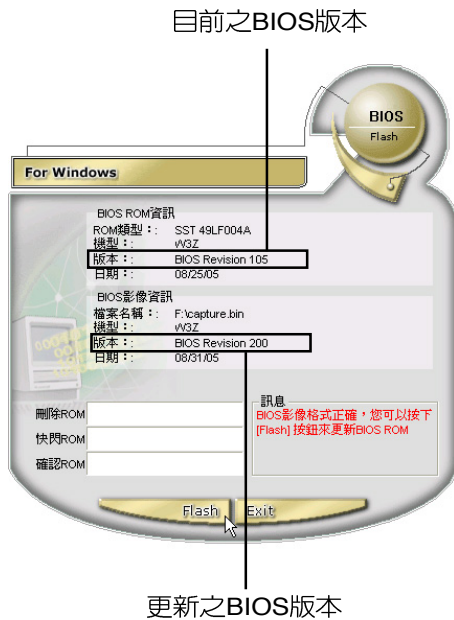 目前之BIOS版本
BIOS
Flash
For Windows
BIOS ROM資訊
ROM類型：: SST 49LF004A
機型：: W3Z
版本：: BIOS Revision 105
日期：: 08/25/05
BIOS影像資訊
檔案名稱：: F:\capture.bin
機型：: W3Z
版本：: BIOS Revision 200
日期：: 08/31/05
刪除ROM
快閃ROM
確認ROM
訊息
BIOS影像格式正確，您可以按下
[Flash] 按鈕來更新BIOS ROM
Flash Exit
更新之BIOS版本